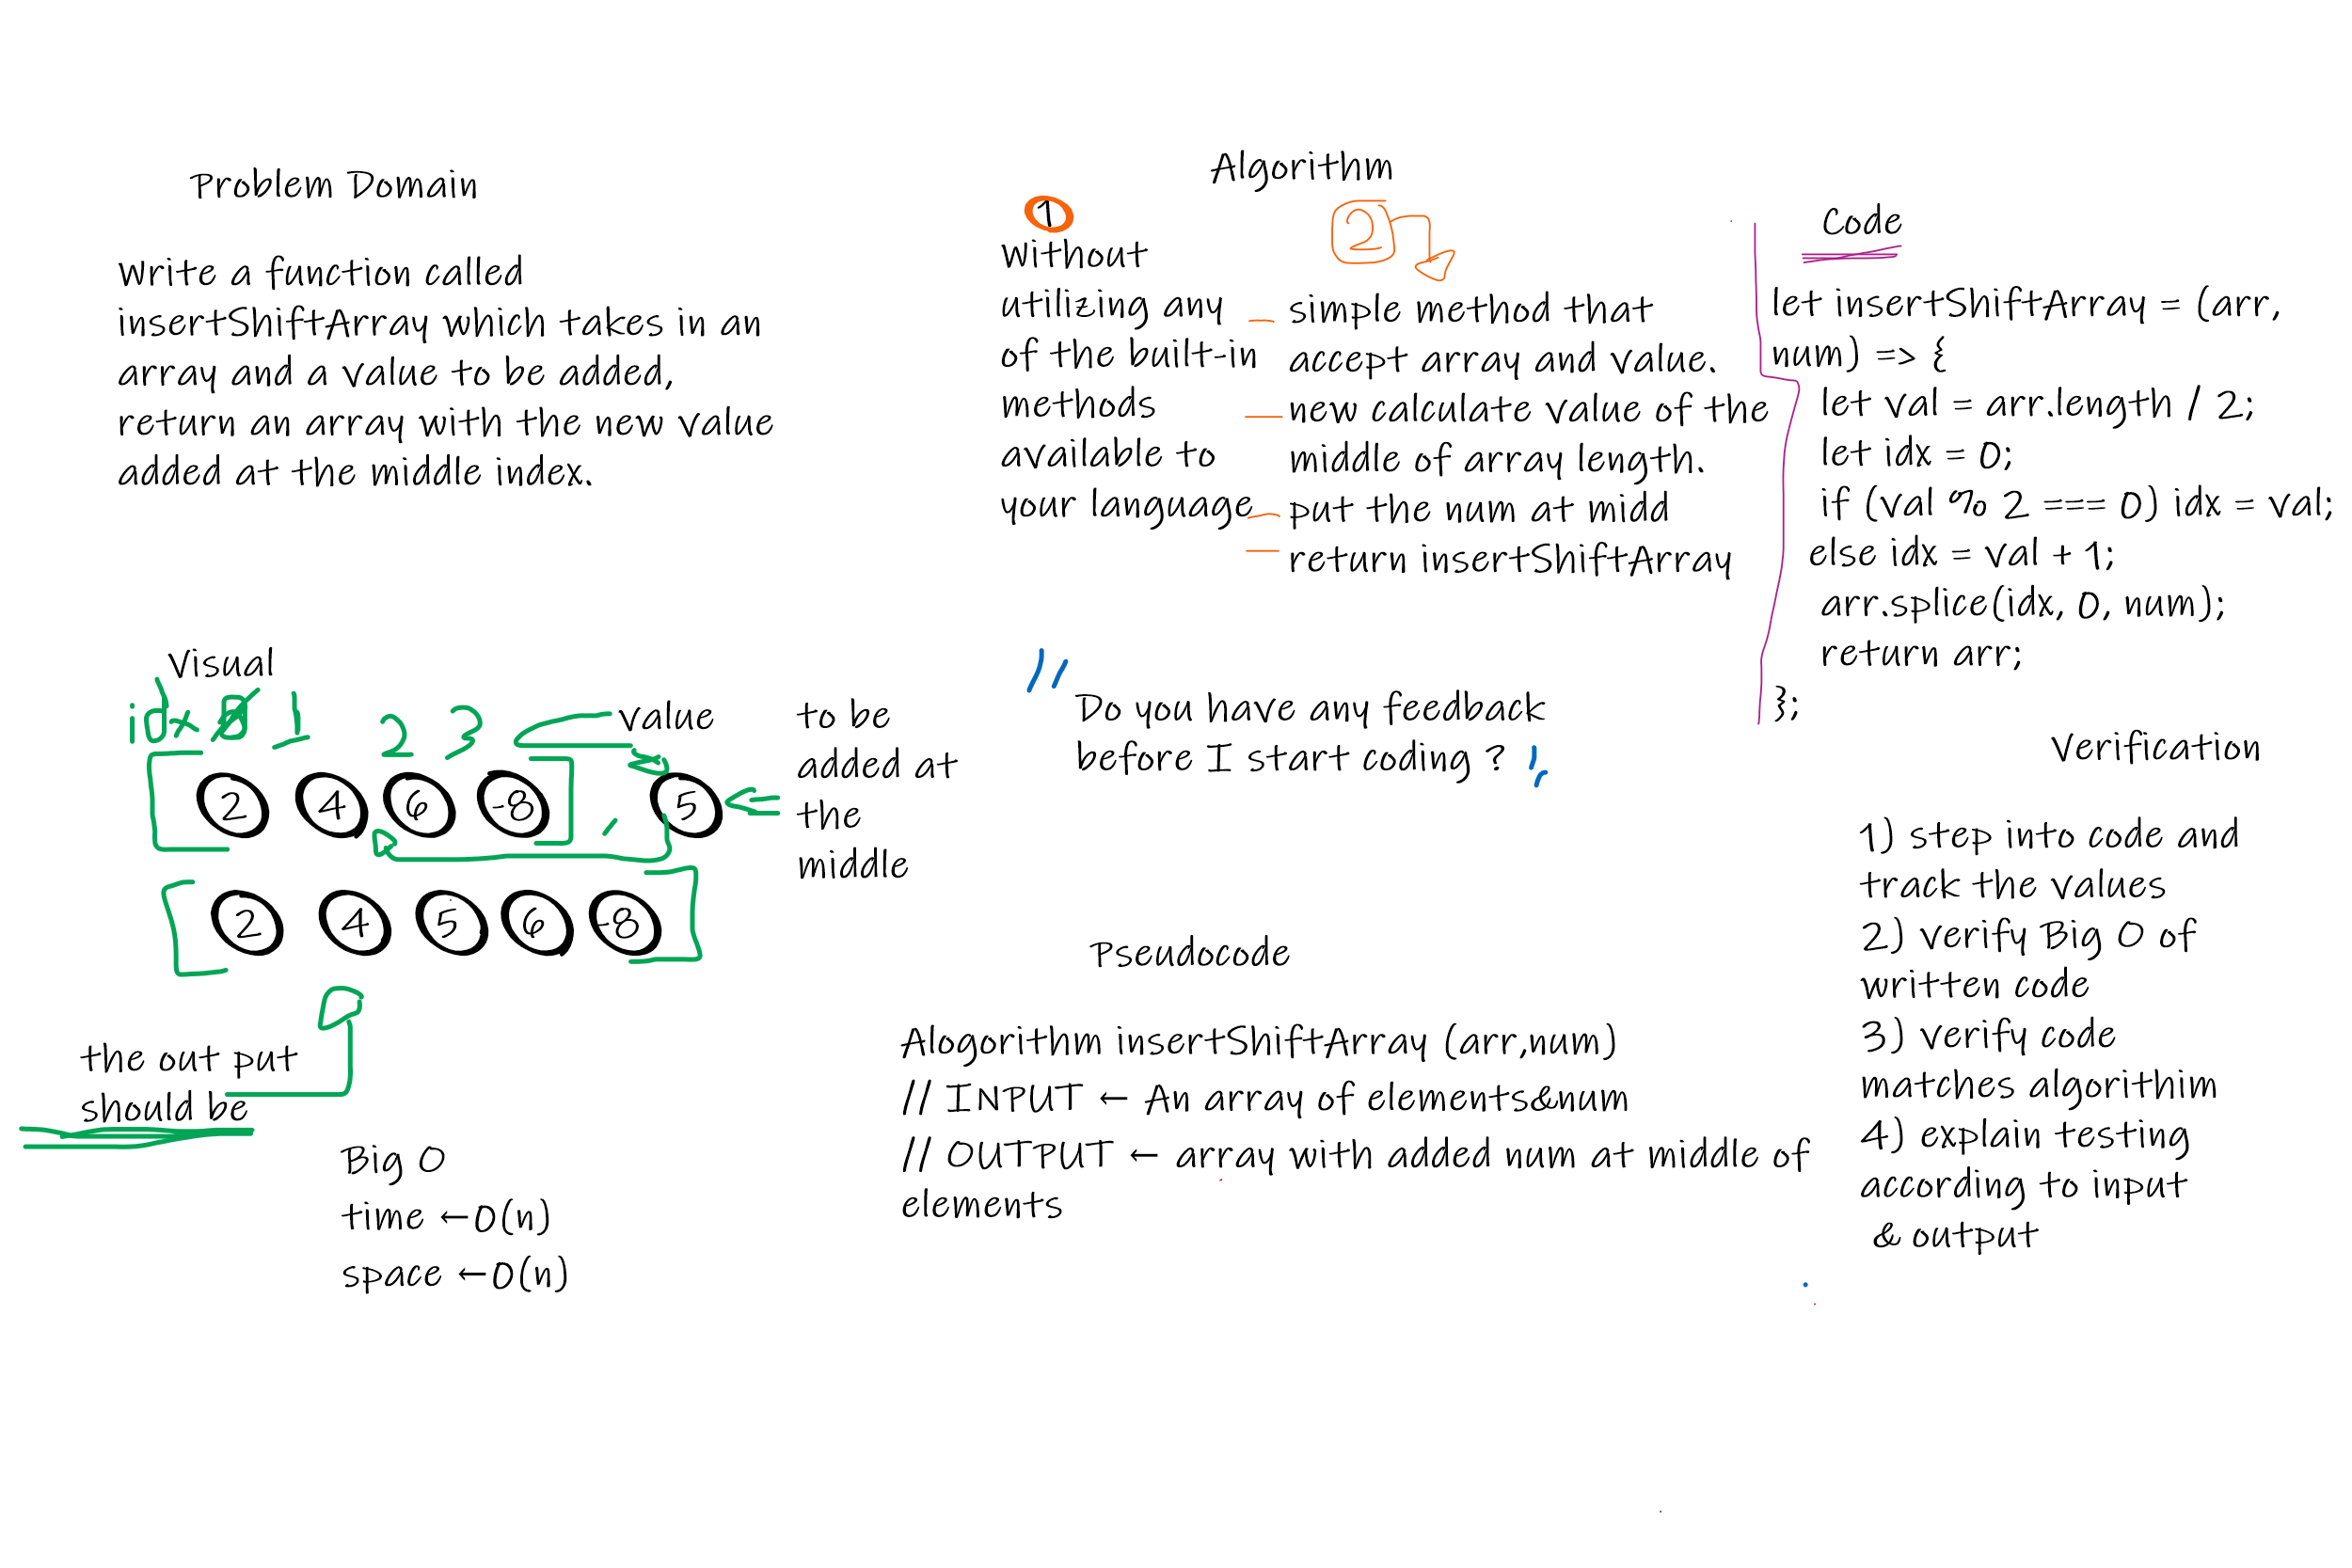 Problem Domain
Write a function called
insertShiftArray which takes in an
array and a value to be added,
return an array with the new value
added at the middle index.
Algorithm
1
Without
utilizing any
of the built-in
methods
available to
your language
2
simple method that
accept array and value.
new calculate value of the
middle of array length.
put the num at midd
return insertShiftArray
Code
let insertShiftArray = (arr,
num) => {
let val = arr.length / 2;
let idx = 0;
if (val % 2 === 0) idx = val;
else idx = val + 1;
arr.splice(idx, 0, num);
return arr;
};
Visual
idx 0 1 2 3
value
2 4 6 -8 , 5
to be
added at
the
middle
2 4 5 6 -8
the out put
should be
Big O
time ←O(n)
space ←O(n)
"
Do you have any feedback
before I start coding ? "
Pseudocode
Alogorithm insertShiftArray (arr,num)
// INPUT ← An array of elements&num
// OUTPUT ← array with added num at middle of
elements
Verification
1) step into code and
track the values
2) verify Big O of
written code
3) verify code
matches algorithim
4) explain testing
according to input
& output